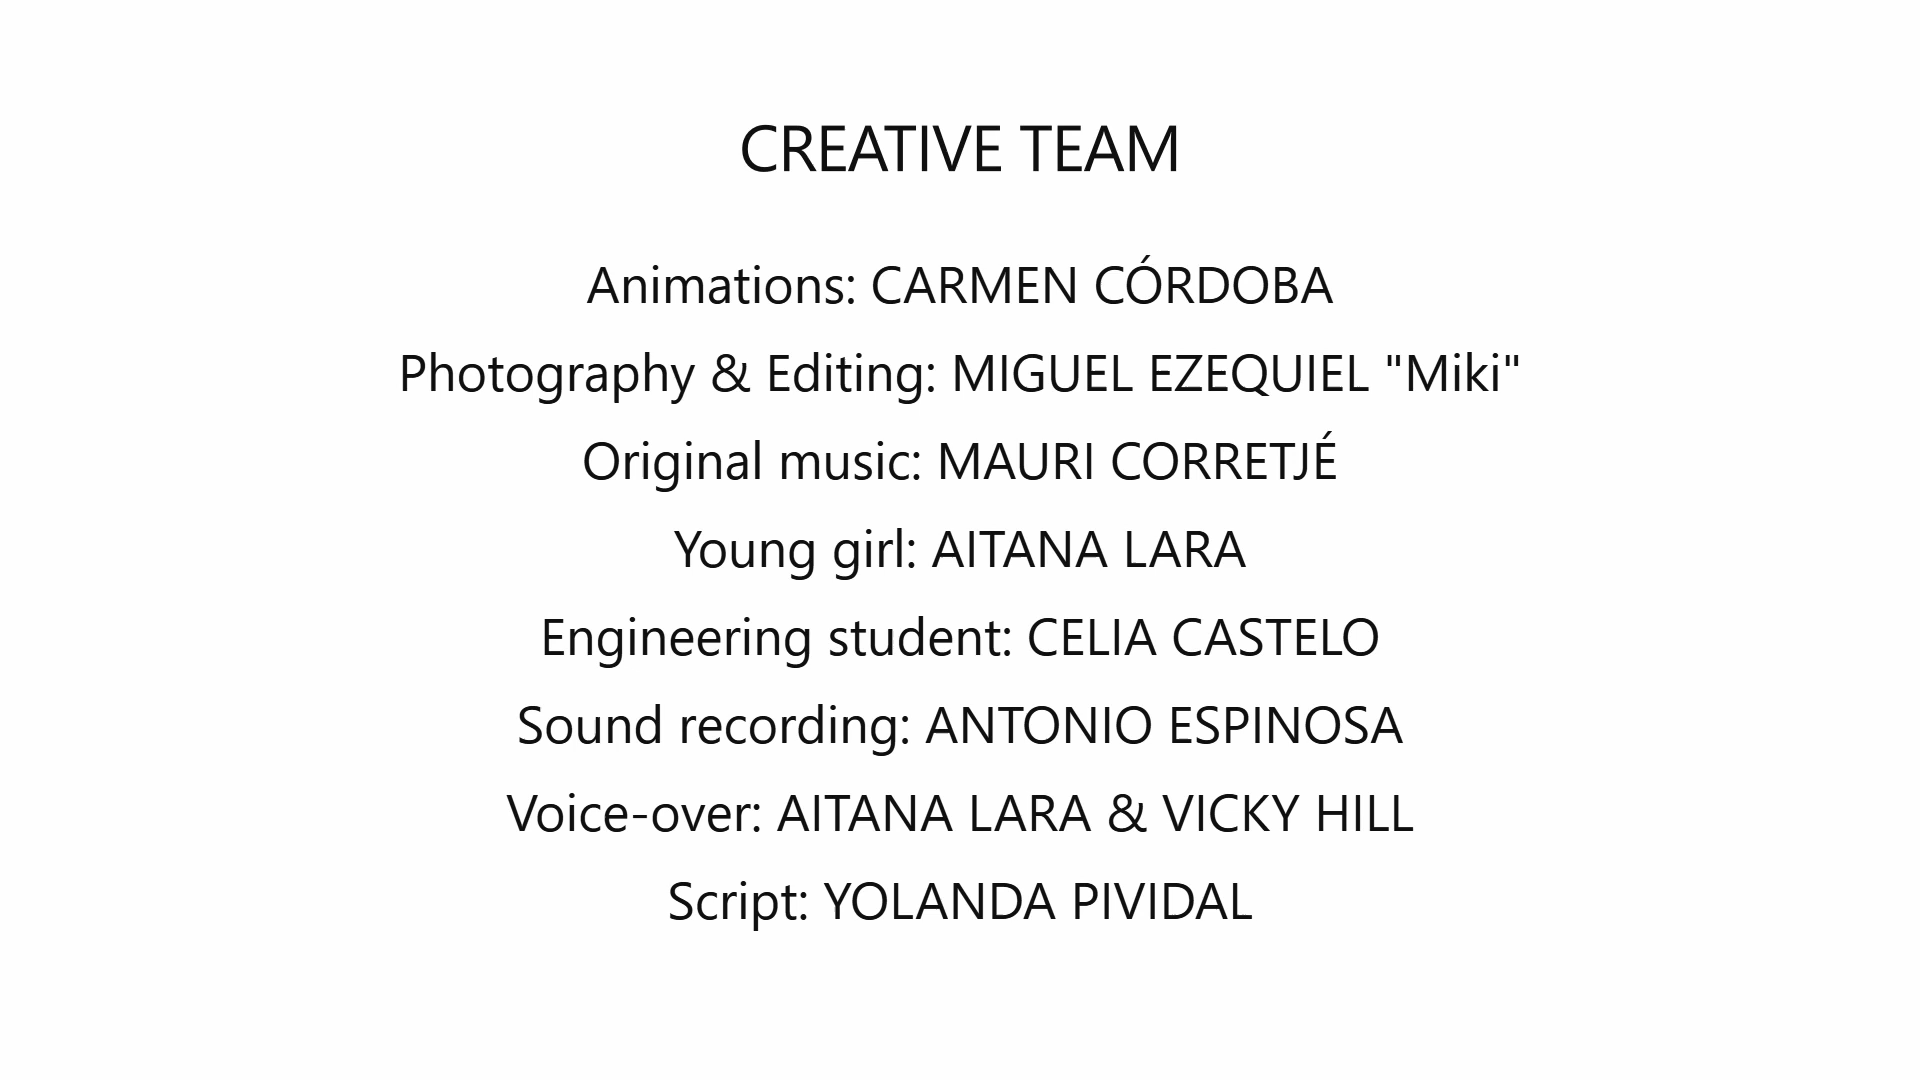 CREATIVE TEAM
Animations: CARMEN CÓRDOBA
Photography & Editing: MIGUEL EZEQUIEL "Miki"
Original music: MAURI CORRETJÉ
Young girl: AITANA LARA
Engineering student: CELIA CASTELO
Sound recording: ANTONIO ESPINOSA
Voice-over: AITANA LARA & VICKY HILL
Script: YOLANDA PIVIDAL